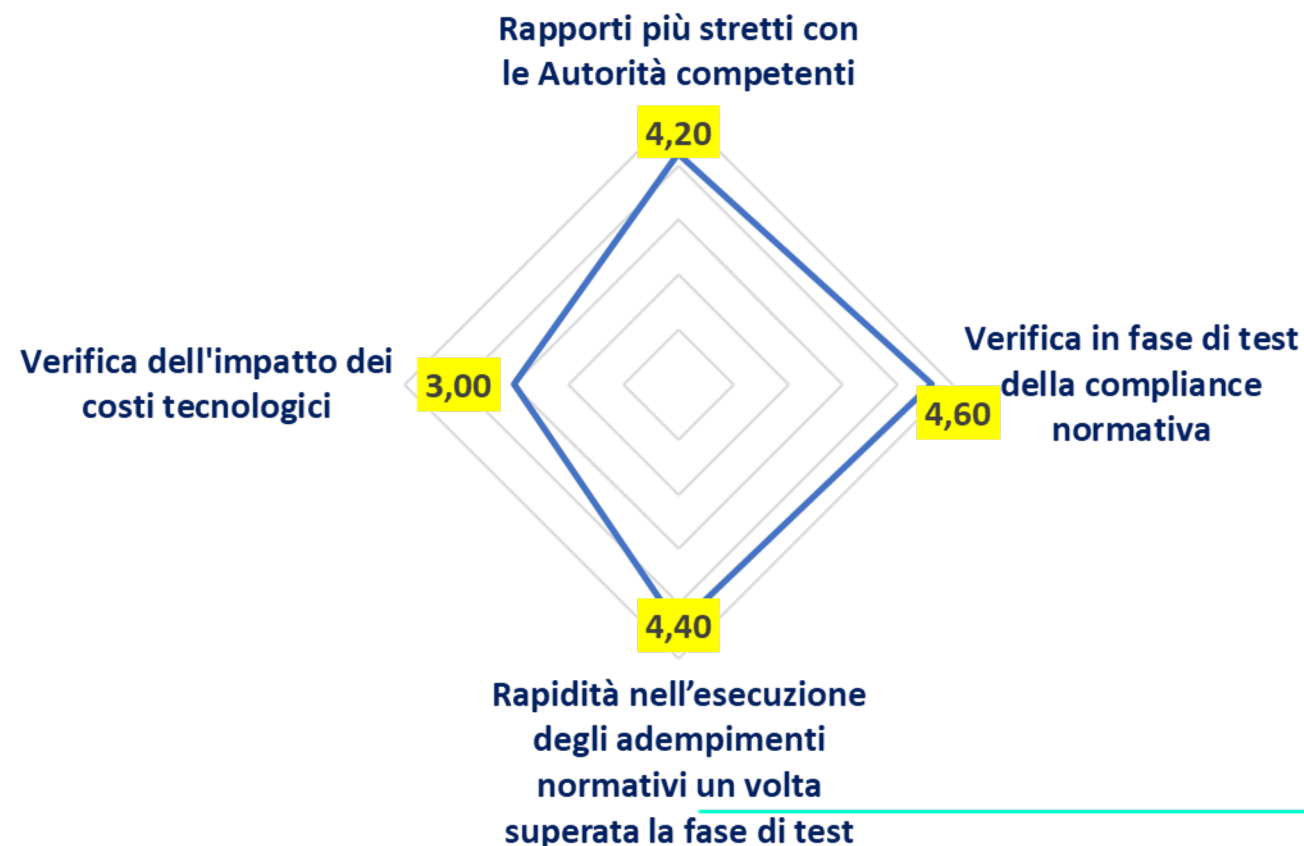 Rapporti più stretti con
le Autorità competenti
4,20
Verifica dell'impatto dei
costi tecnologici
3,00
Verifica in fase di test
della compliance
normativa
4,60
4,40
Rapidità nell’esecuzione
degli adempimenti
normativi un volta
superata la fase di test